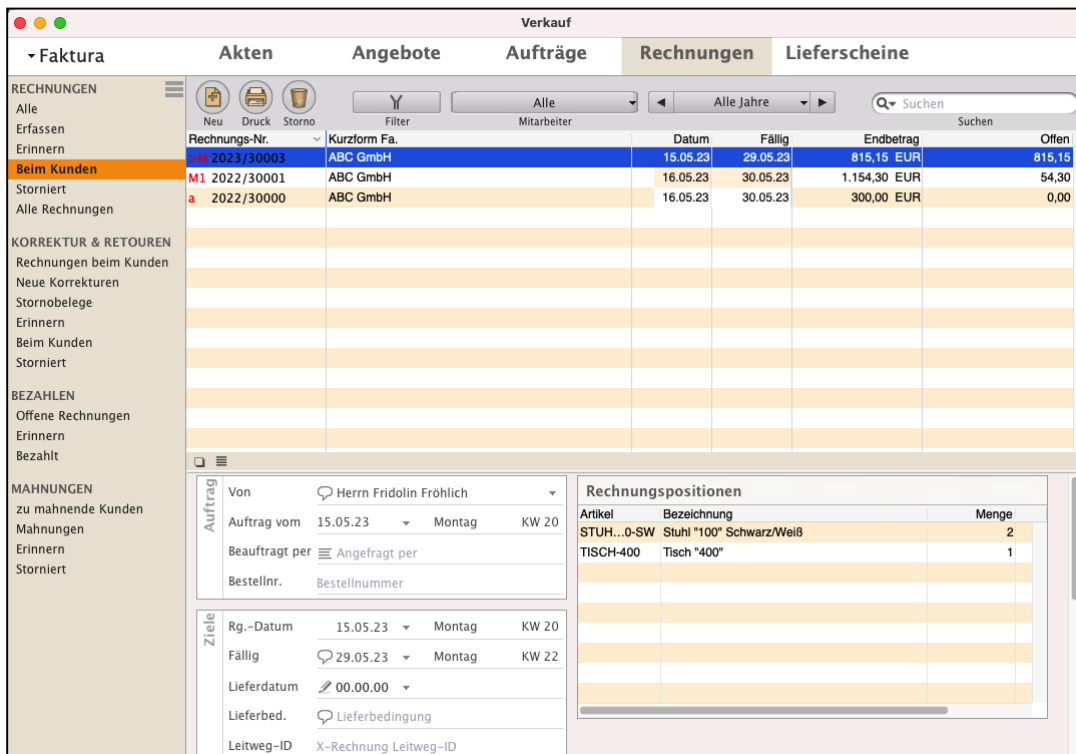 Verkauf
Faktura Akten Angebote Aufträge Rechnungen Lieferscheine
RECHNUNGEN
Alle
Erfassen
Erinnern
Beim Kunden
Storniert
Alle Rechnungen
KORREKTUR & RETOUREN
Rechnungen beim Kunden
Neue Korrekturen
Stornobelege
Erinnern
Beim Kunden
Storniert
BEZAHLEN
Offene Rechnungen
Erinnern
Bezahlt
MAHNUNGEN
zu mahnende Kunden
Mahnungen
Erinnern
Storniert
Alle Alle Jahre Suchen
Neu Druck Storno Filter Mitarbeiter Suchen
Rechnungs-Nr. Kurzform Fa. Datum Fällig Endbetrag Offen
>M 2023/30003 ABC GmbH 15.05.23 29.05.23 815,15 EUR 815,15
M1 2022/30001 ABC GmbH 16.05.23 30.05.23 1.154,30 EUR 54,30
a 2022/30000 ABC GmbH 16.05.23 30.05.23 300,00 EUR 0,00
Auftrag
Von Herrn Fridolin Fröhlich
Auftrag vom 15.05.23 Montag KW 20
Beauftragt per Angefragt per
Bestellnr. Bestellnummer
Ziele
Rg.-Datum 15.05.23 Montag KW 20
Fällig 29.05.23 Montag KW 22
Lieferdatum 00.00.00
Lieferbed. Lieferbedingung
Leitweg-ID X-Rechnung Leitweg-ID
Rechnungspositionen
Artikel Bezeichnung Menge
STUH...0-SW Stuhl "100" Schwarz/Weiß 2
TISCH-400 Tisch "400" 1